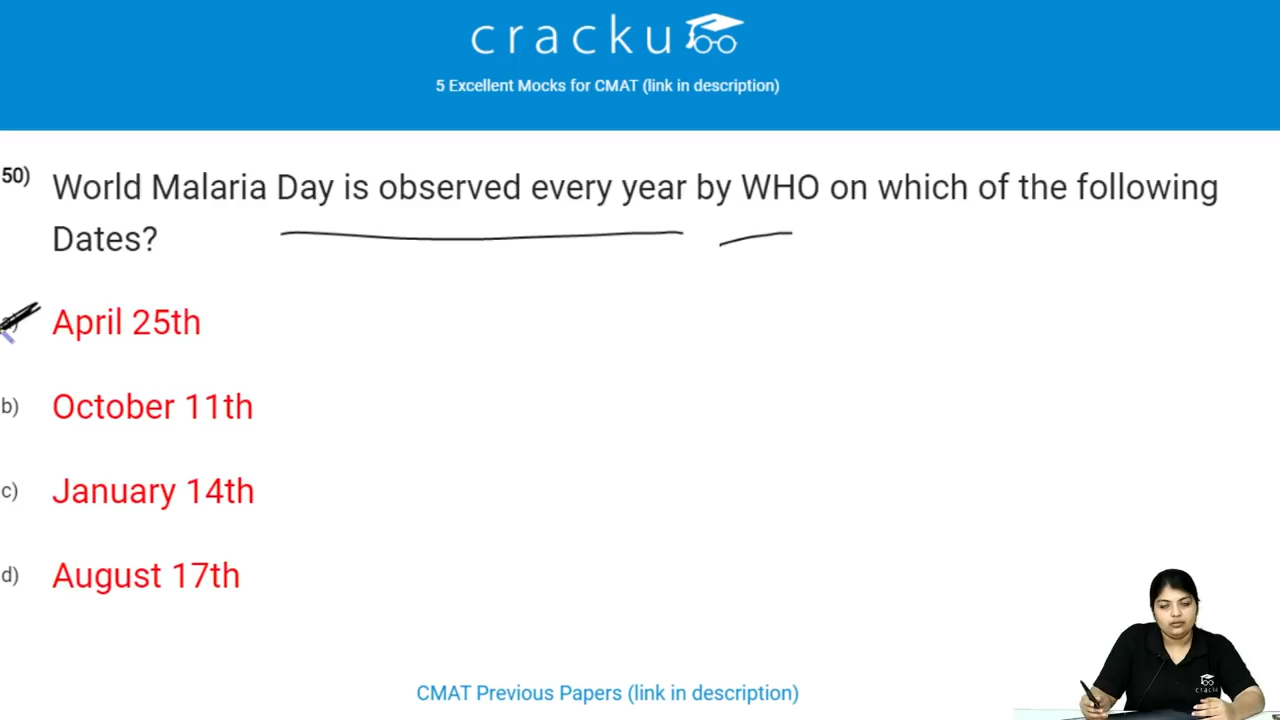 cracku
5 Excellent Mocks for CMAT (link in description)
50) World Malaria Day is observed every year by WHO on which of the following
Dates?
April 25th
b) October 11th
c) January 14th
d) August 17th
cracku
CMAT Previous Papers (link in description)